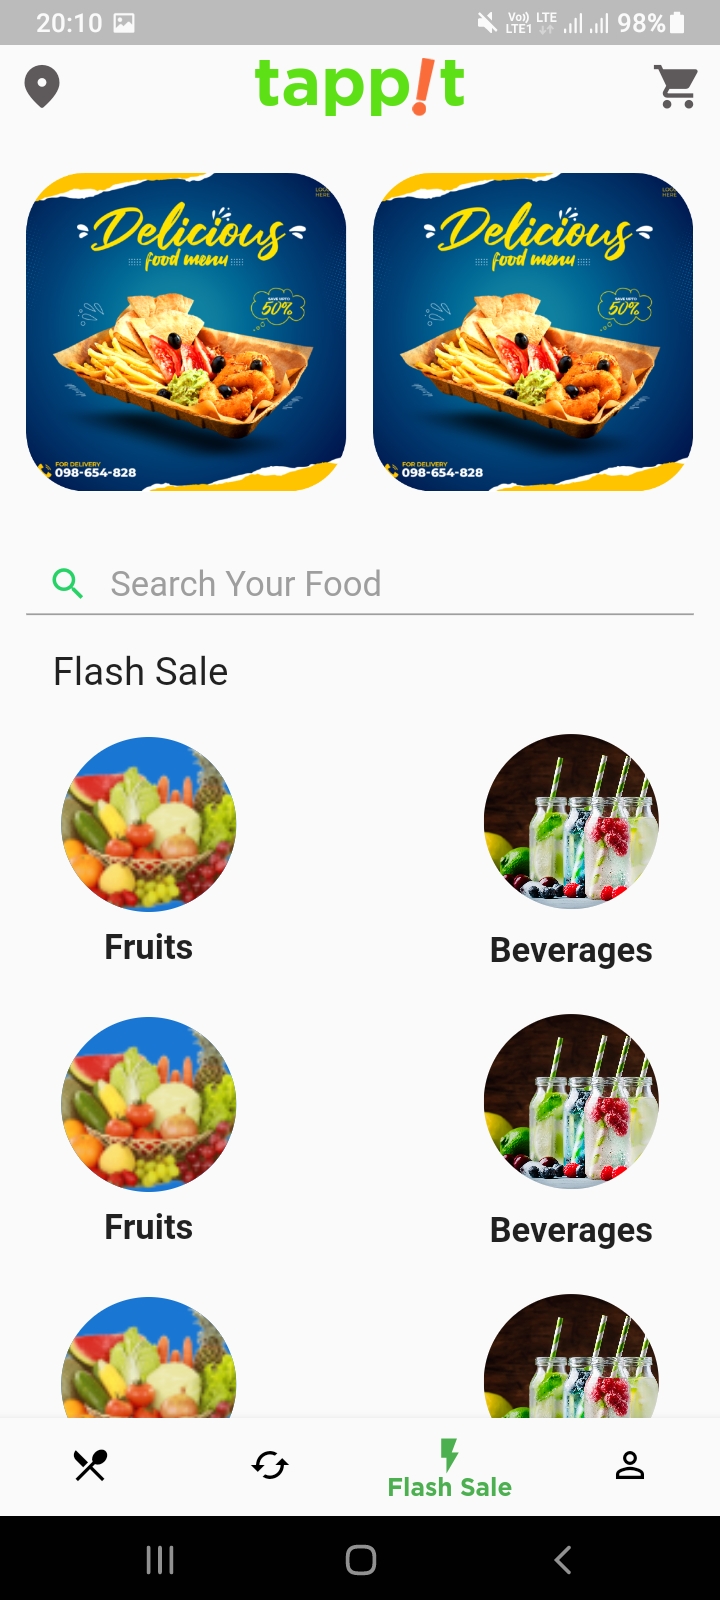 20:10
Vo)) LTE
LTE1
98%
tapp!t
LOGO
HERE
Delicious
food menu
SAVE UPTO
50%
FOR DELIVERY
098-654-828
LOGO
HERE
Delicious
food menu
SAVE UPTO
50%
FOR DELIVERY
098-654-828
Search Your Food
Flash Sale
Fruits
Beverages
Fruits
Beverages
Flash Sale